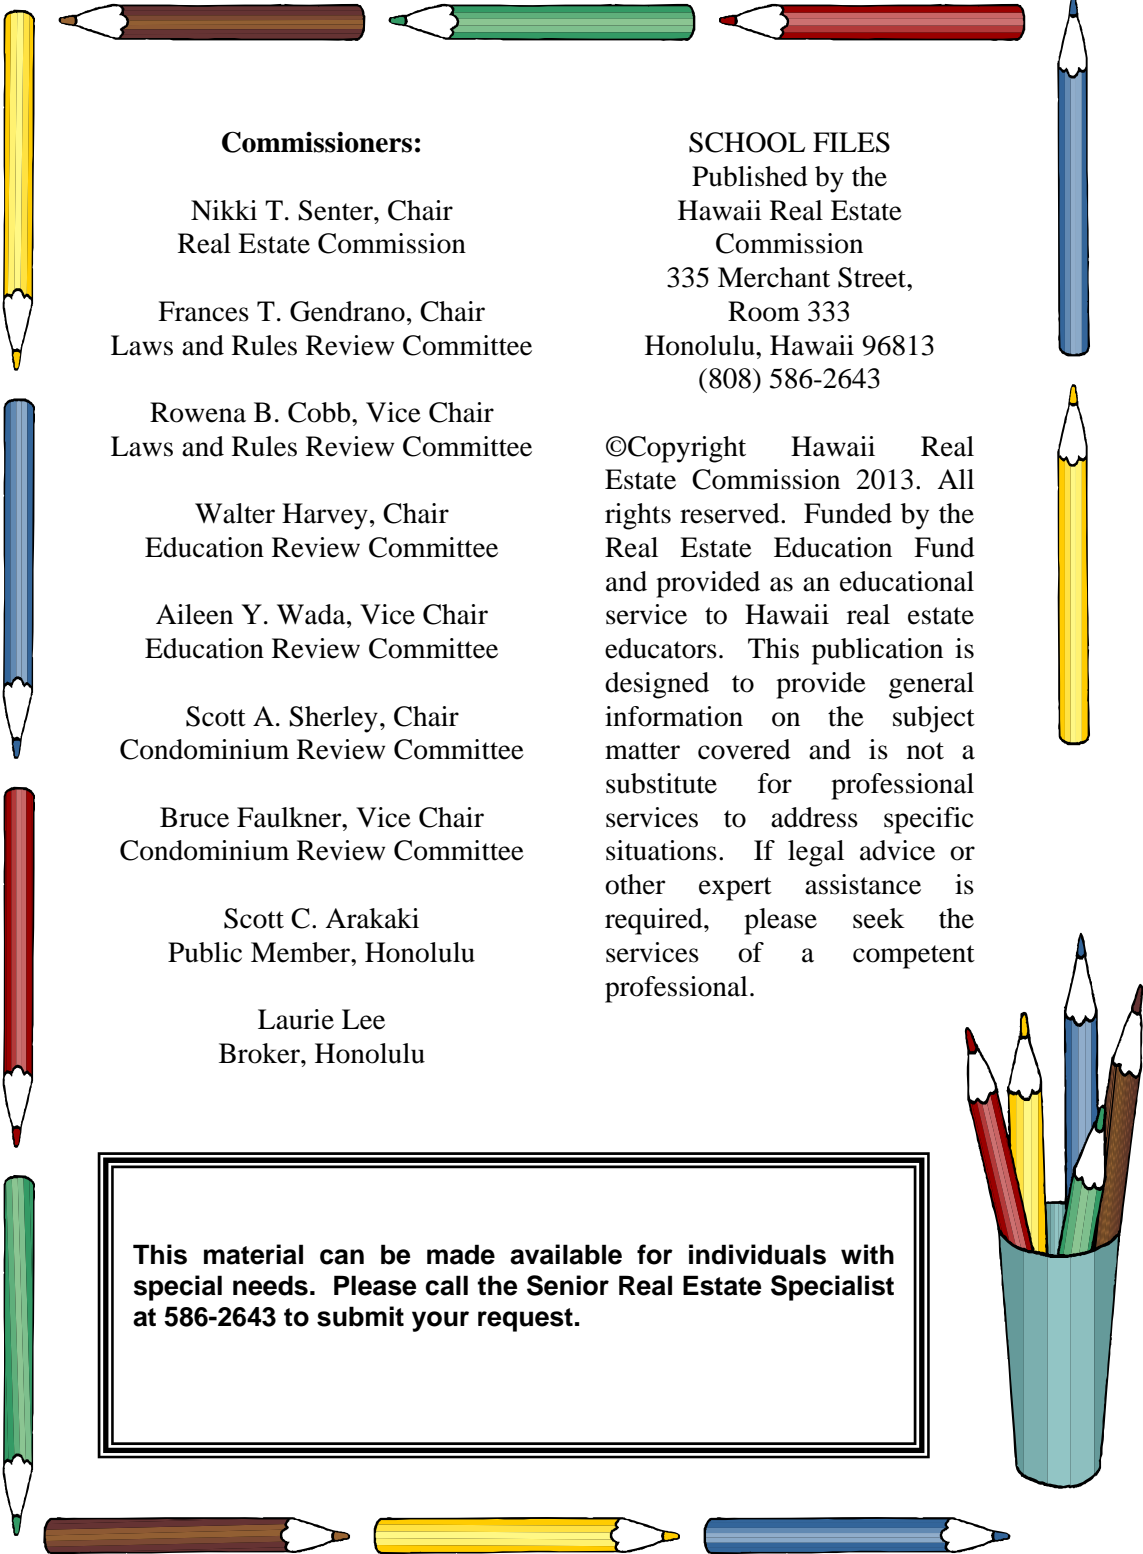 Commissioners:
Nikki T. Senter, Chair
Real Estate Commission
Frances T. Gendrano, Chair
Laws and Rules Review Committee
Rowena B. Cobb, Vice Chair
Laws and Rules Review Committee
Walter Harvey, Chair
Education Review Committee
Aileen Y. Wada, Vice Chair
Education Review Committee
Scott A. Sherley, Chair
Condominium Review Committee
Bruce Faulkner, Vice Chair
Condominium Review Committee
Scott C. Arakaki
Public Member, Honolulu
Laurie Lee
Broker, Honolulu
SCHOOL FILES
Published by the
Hawaii Real Estate
Commission
335 Merchant Street,
Room 333
Honolulu, Hawaii 96813
(808) 586-2643
©Copyright Hawaii Real
Estate Commission 2013. All
rights reserved. Funded by the
Real Estate Education Fund
and provided as an educational
service to Hawaii real estate
educators. This publication is
designed to provide general
information on the subject
matter covered and is not a
substitute for professional
services to address specific
situations. If legal advice or
other expert assistance is
required, please seek the
services of a competent
professional.
This material can be made available for individuals with
special needs. Please call the Senior Real Estate Specialist
at 586-2643 to submit your request.